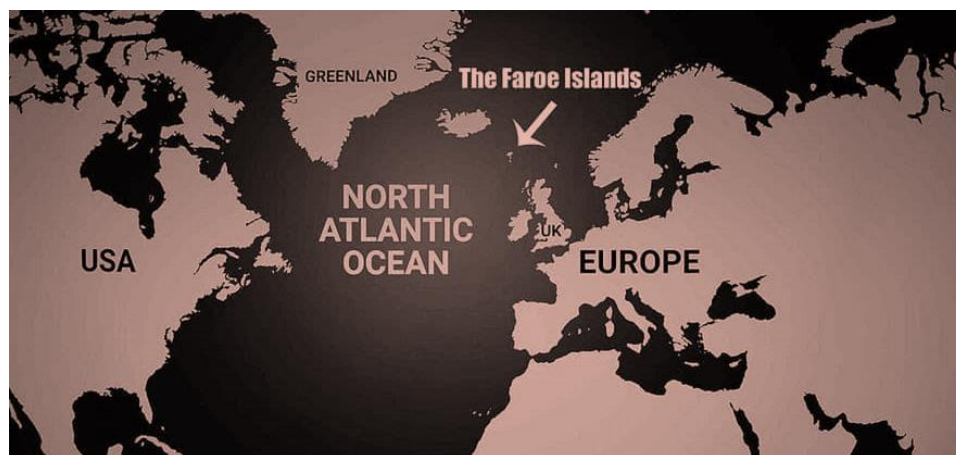 GREENLAND
The Faroe Islands
NORTH
ATLANTIC
OCEAN
UK
USA
EUROPE